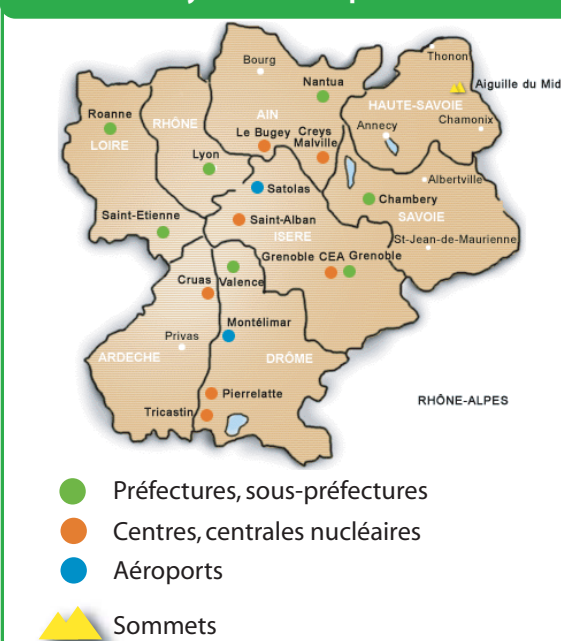 Thonon
Bourg
Nantua
Aiguille du Mid
HAUTE-SAVOIE
Roanne
AIN
Chamonix
RHÔNE
Annecy
Le Bugey
Creys
Malville
LOIRE
Lyon
Albertville
Satolas
Chambery
Saint-Etienne
Saint-Alban
SAVOIE
ISERE
St-Jean-de-Maurienne
Grenoble CEA
Grenoble
Cruas
Valence
Montélimar
Privas
ARDECHE
DRÔME
Pierrelatte
RHÔNE-ALPES
Tricastin
Préfectures, sous-préfectures
Centres, centrales nucléaires
Aéroports
Sommets